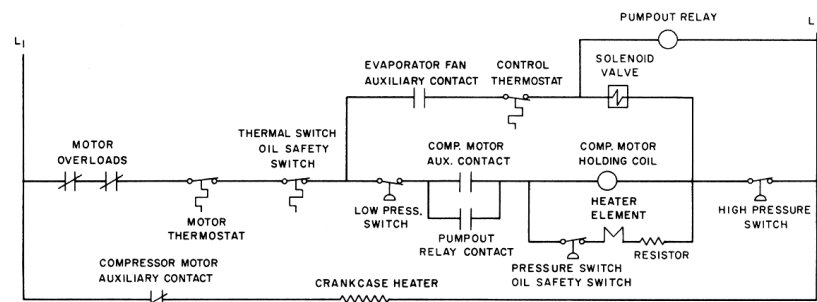 PUMPOUT RELAY
L
L1
SOLENOID
VALVE
EVAPORATOR FAN
AUXILIARY CONTACT
CONTROL
THERMOSTAT
MOTOR
OVERLOADS
THERMAL SWITCH
OIL SAFETY
SWITCH
COMP. MOTOR
AUX. CONTACT
COMP. MOTOR
HOLDING COIL
MOTOR
THERMOSTAT
LOW PRESS.
SWITCH
HEATER
ELEMENT
HIGH PRESSURE
SWITCH
PUMPOUT
RELAY CONTACT
RESISTOR
PRESSURE SWITCH
OIL SAFETY SWITCH
COMPRESSOR MOTOR
AUXILIARY CONTACT
CRANKCASE HEATER